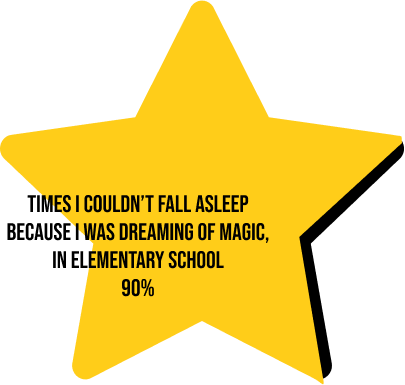 TIMES I COULDN’T FALL ASLEEP
BECAUSE I WAS DREAMING OF MAGIC,
IN ELEMENTARY SCHOOL
90%